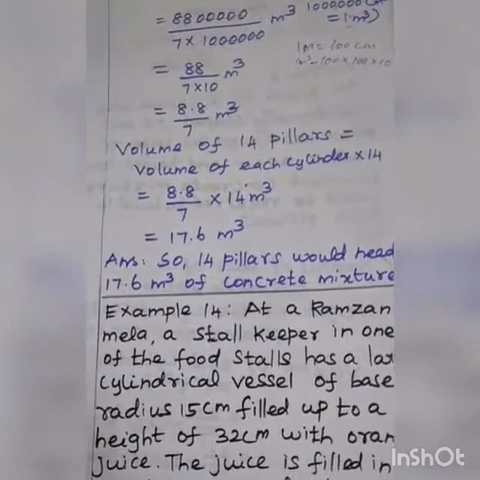 = 8800000 / 7 x 1000000 m³ 1000000
= 1m³)
1m = 100 cm
= 88 / 7 x 10 m³
= 8.8 / 7 m³
Volume of 14 pillars =
Volume of each cylinder x 14
= 8.8 / 7 x 14 m³
= 17.6 m³
Ans: So, 14 pillars would need
17.6 m³ of concrete mixture
Example 14: At a Ramzan
mela, a stall keeper in one
of the food stalls has a lar
cylindrical vessel of base
radius 15cm filled up to a
height of 32cm with oran
juice. The juice is filled in
InShOt